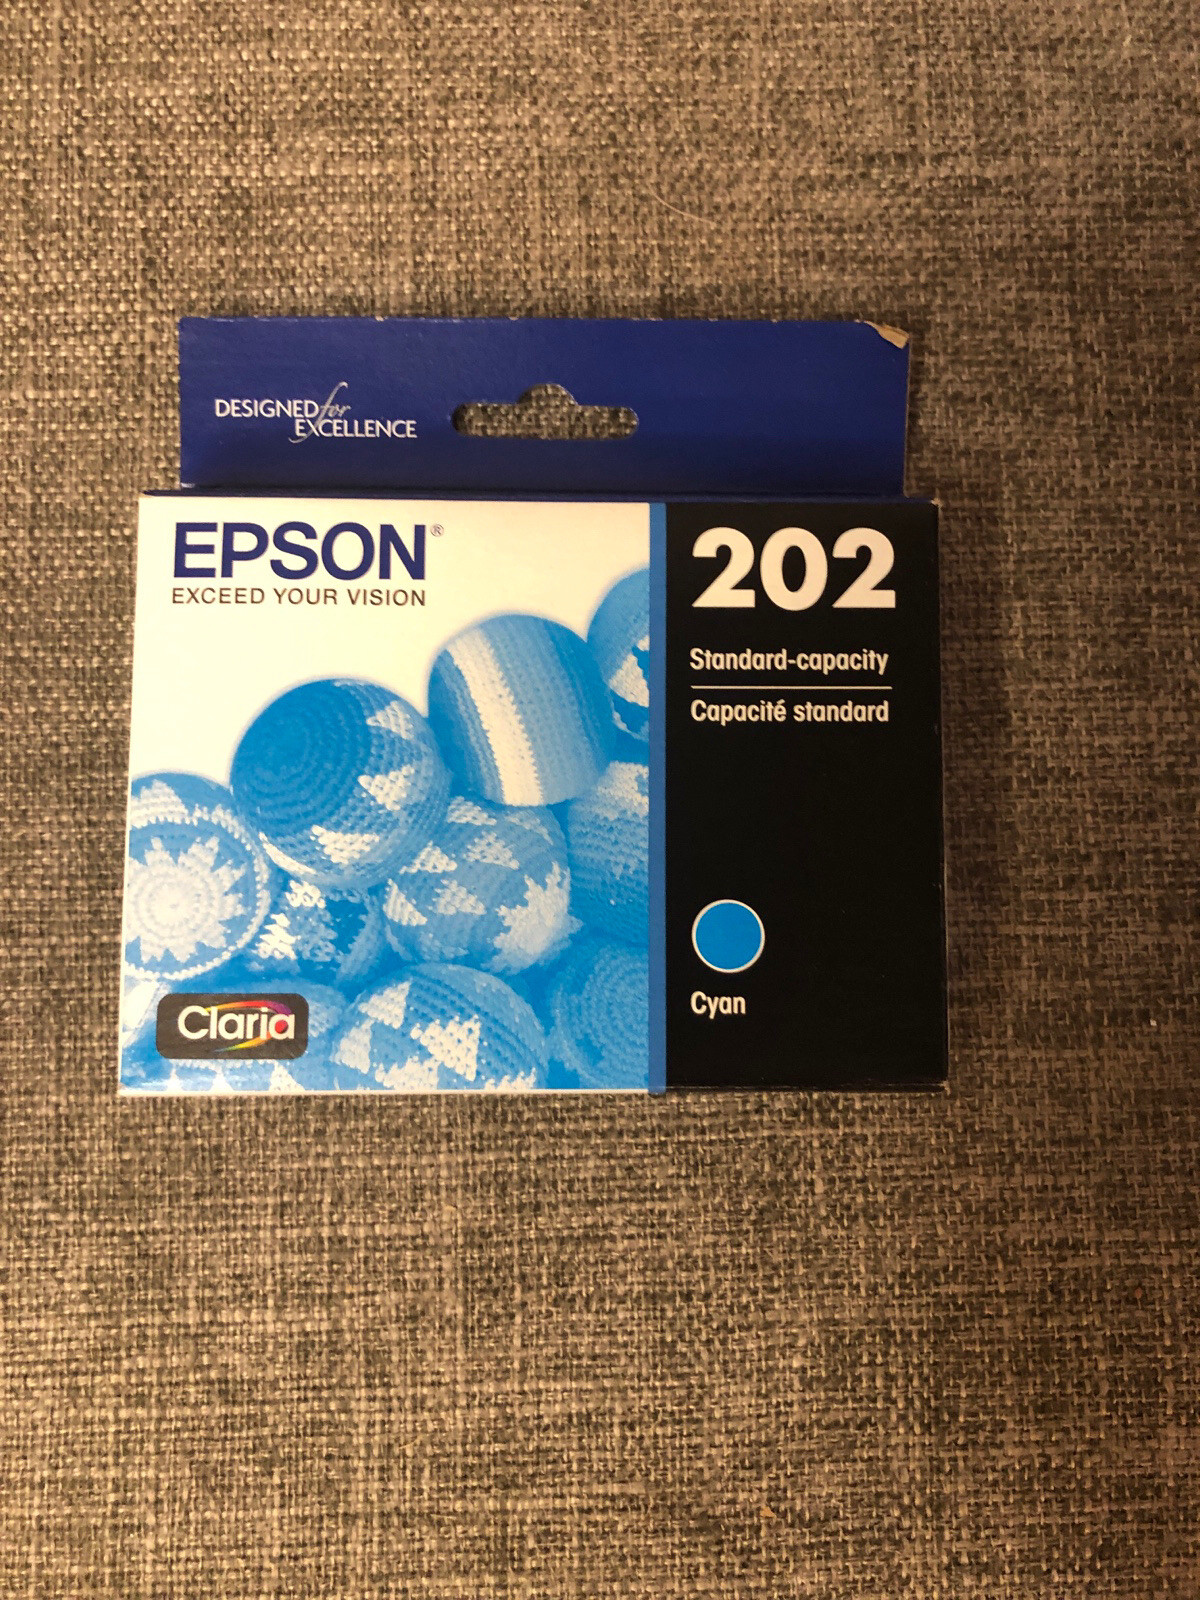 DESIGNED for
EXCELLENCE
EPSON®
EXCEED YOUR VISION
202
Standard-capacity
Capacité standard
Cyan
Claria